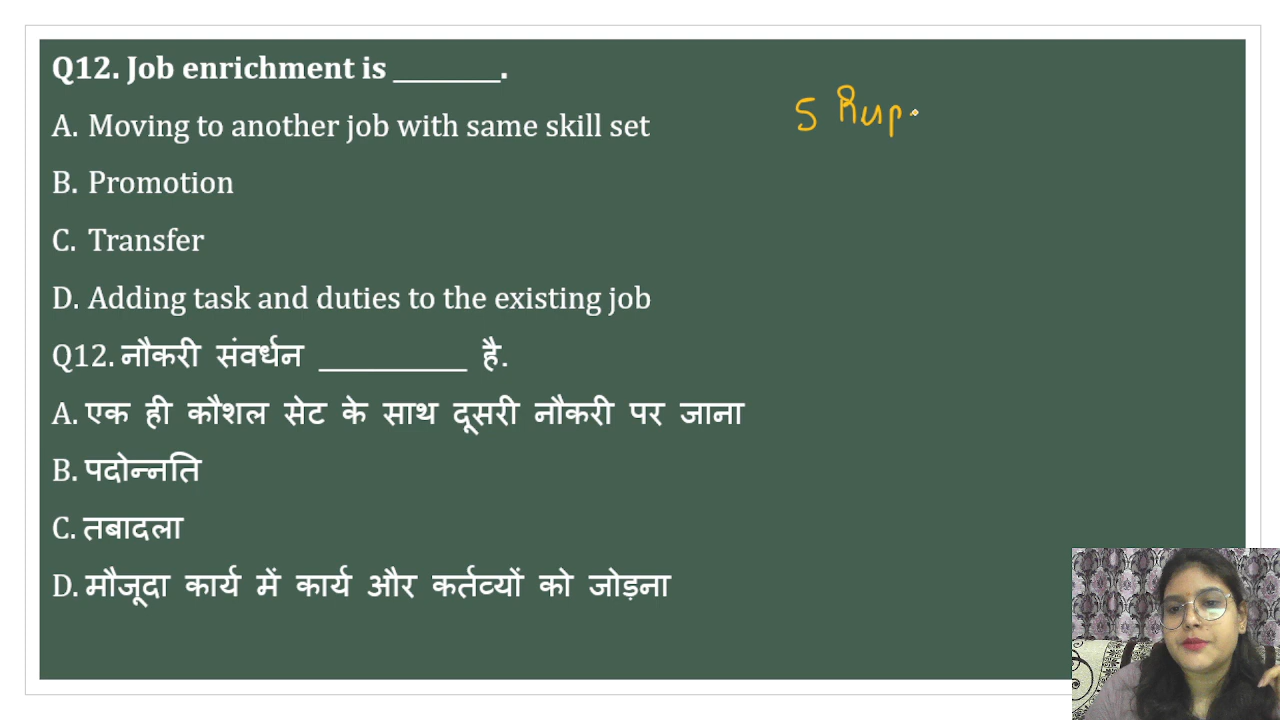 Q12. Job enrichment is ________.
A. Moving to another job with same skill set
B. Promotion
C. Transfer
D. Adding task and duties to the existing job
Q12. नौकरी संवर्धन ___________ है.
A. एक ही कौशल सेट के साथ दूसरी नौकरी पर जाना
B. पदोन्नति
C. तबादला
D. मौजूदा कार्य में कार्य और कर्तव्यों को जोड़ना
5 Rup